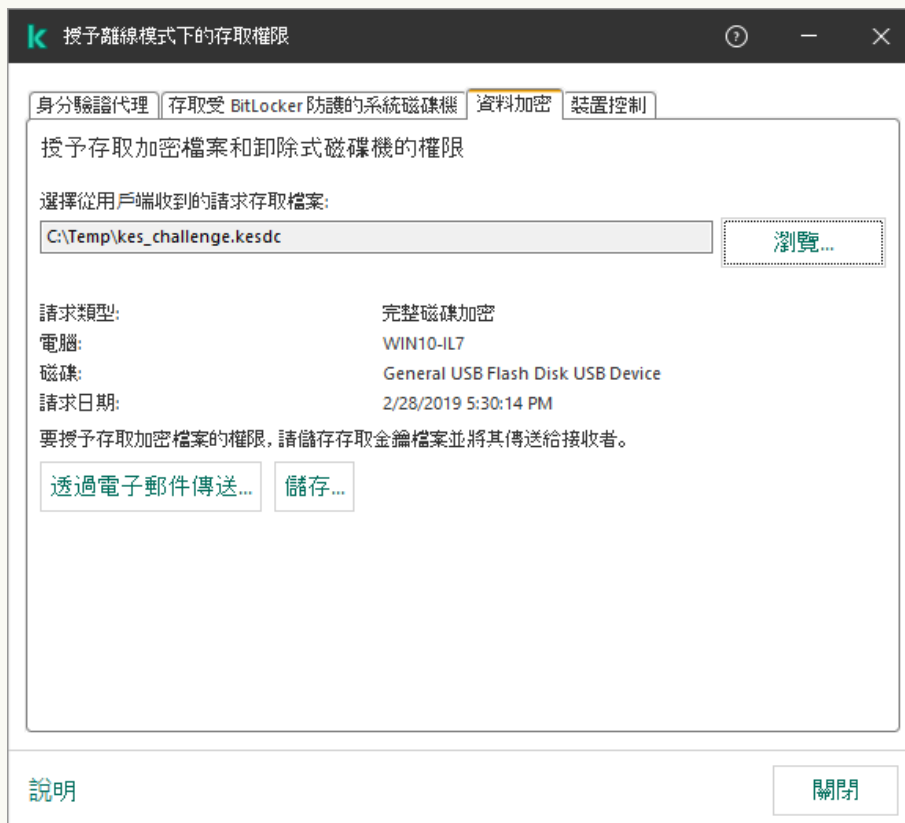 授予離線模式下的存取權限
身分驗證代理 存取受 BitLocker 防護的系統磁碟機 資料加密 裝置控制
授予存取加密檔案和卸除式磁碟機的權限
選擇從用戶端收到的請求存取檔案:
C:\Temp\kes_challenge.kesdc 瀏覽...
請求類型: 完整磁碟加密
電腦: WIN10-IL7
磁碟: General USB Flash Disk USB Device
請求日期: 2/28/2019 5:30:14 PM
要授予存取加密檔案的權限, 請儲存存取金鑰檔案並將其傳送給接收者。
透過電子郵件傳送... 儲存...
說明 關閉